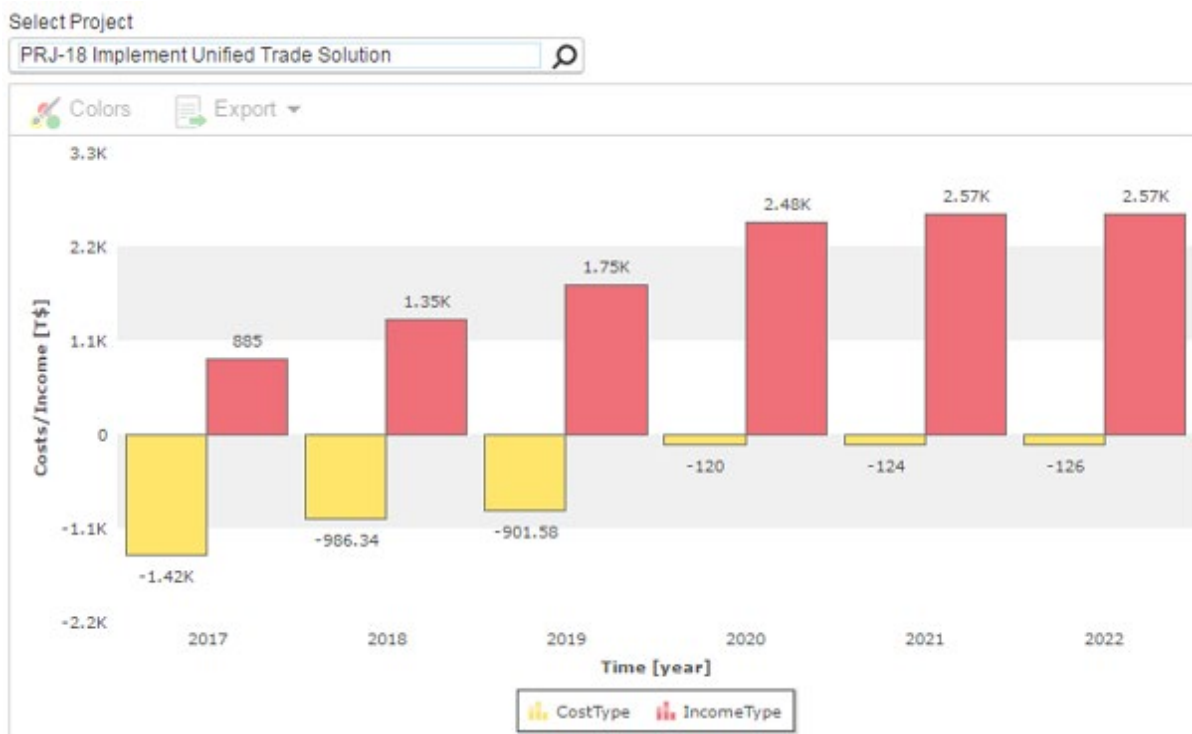 Select Project
PRJ-18 Implement Unified Trade Solution
Colors Export
3.3K
2.2K
1.1K
0
-1.1K
-2.2K
Costs/Income [T$]
885
1.35K
1.75K
2.48K
2.57K
2.57K
-1.42K
-986.34
-901.58
-120
-124
-126
2017 2018 2019 2020 2021 2022
Time [year]
CostType IncomeType